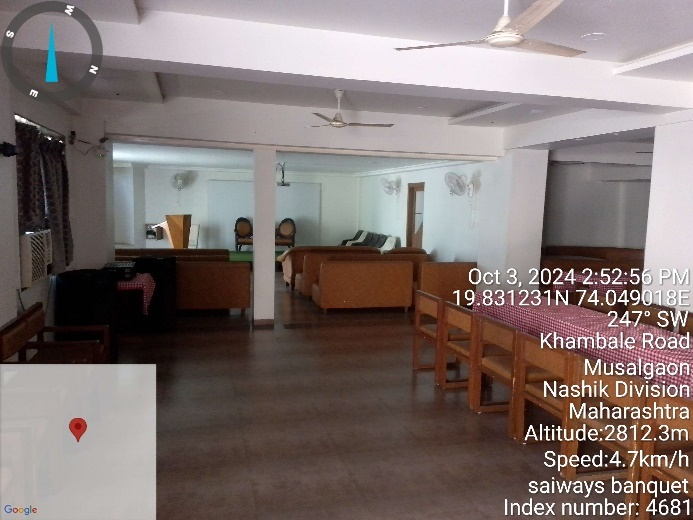 W
S
N
E
Oct 3, 2024 2:52:56 PM
19.831231N 74.049018E
247° SW
Khambale Road
Musalgaon
Nashik Division
Maharashtra
Altitude:2812.3m
Speed:4.7km/h
saiways banquet
Index number: 4681
Google